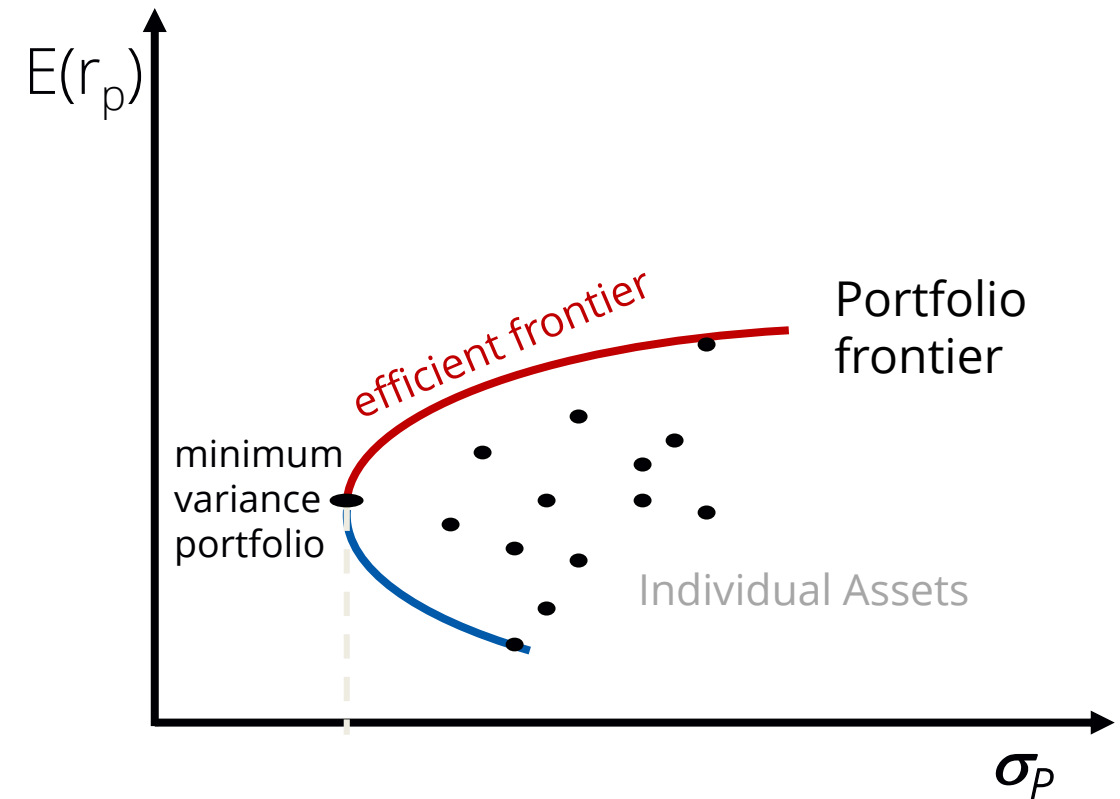 E(rp)
efficient frontier
Portfolio
frontier
minimum
variance
portfolio
Individual Assets
σP